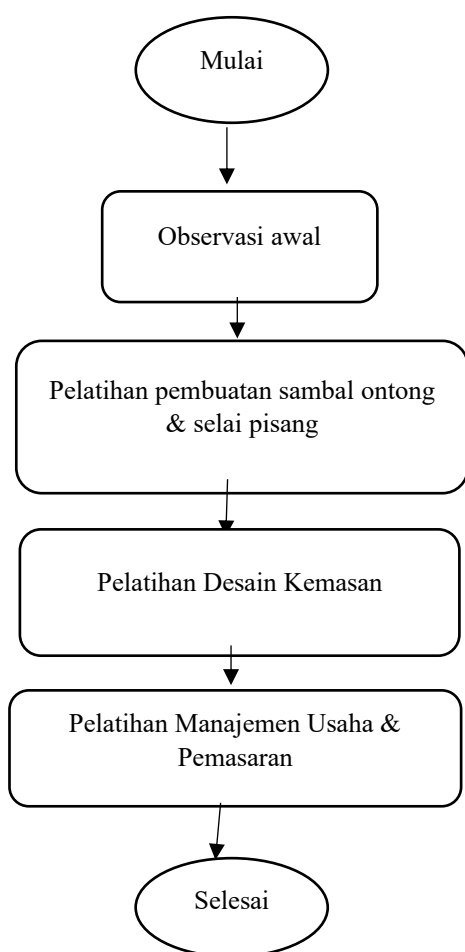 Mulai
Observasi awal
Pelatihan pembuatan sambal ontong
& selai pisang
Pelatihan Desain Kemasan
Pelatihan Manajemen Usaha &
Pemasaran
Selesai